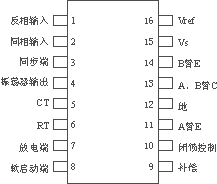 反相输入 1 16 Vref
同相输入 2 15 Vs
同步端 3 14 B管E
振荡器输出 4 13 A、B管C
CT 5 12 地
RT 6 11 A管E
放电端 7 10 闭锁控制
软启动端 8 9 补偿